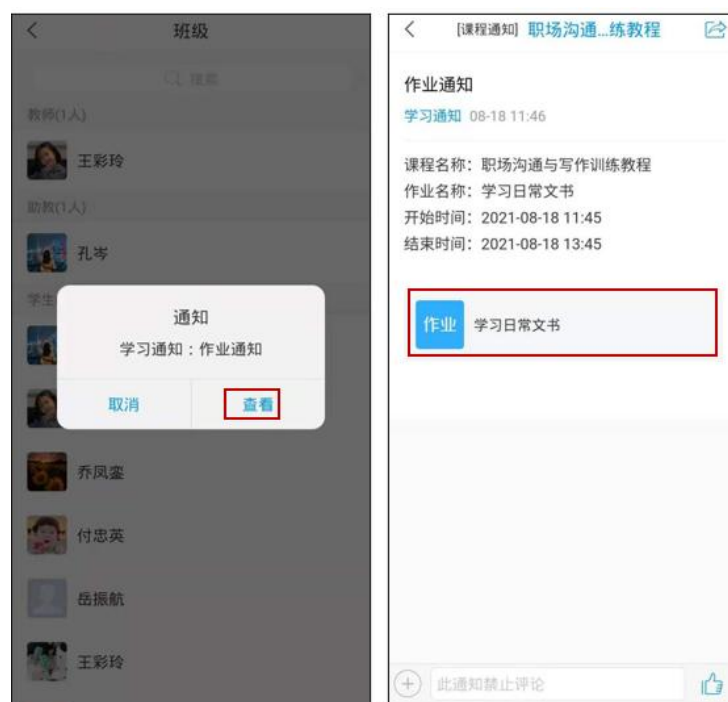 班级
搜索
教师(1人)
王彩玲
助教(1人)
孔岑
学生
通知
学习通知：作业通知
取消
查看
乔凤銮
付忠英
岳振航
王彩玲
[课程通知] 职场沟通...练教程
作业通知
学习通知 08-18 11:46
课程名称：职场沟通与写作训练教程
作业名称：学习日常文书
开始时间：2021-08-18 11:45
结束时间：2021-08-18 13:45
作业 学习日常文书
此通知禁止评论